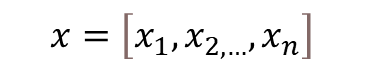 x = [x₁, x₂,…, xₙ]